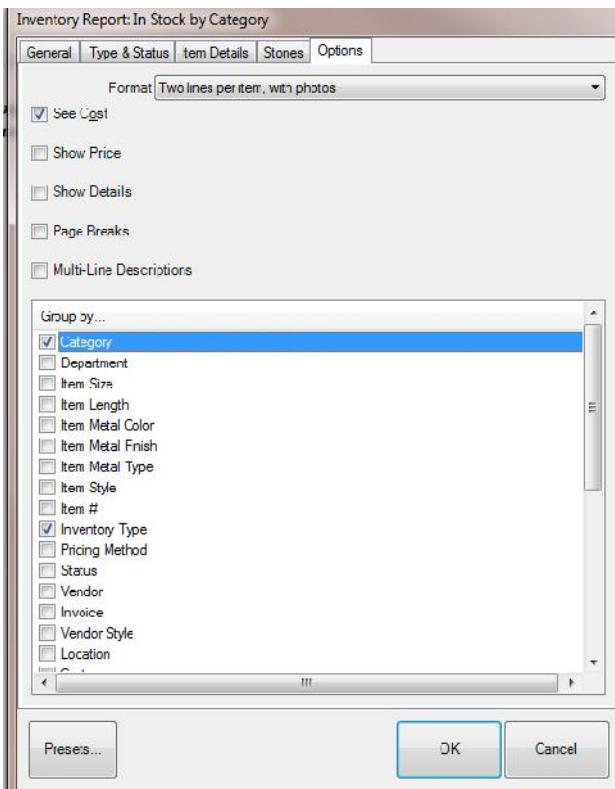 Inventory Report: In Stock by Category
General Type & Status tem Details Stones Options
Format Two lines per item, with photos
See Cost
Show Price
Show Details
Page Breaks
Multi-Line Descriptions
Group by...
Category
Department
Item Size
Item Length
Item Metal Color
Item Metal Finish
Item Metal Type
Item Style
Item #
Inventory Type
Pricing Method
Status
Vendor
Invoice
Vendor Style
Location
Presets... OK Cancel